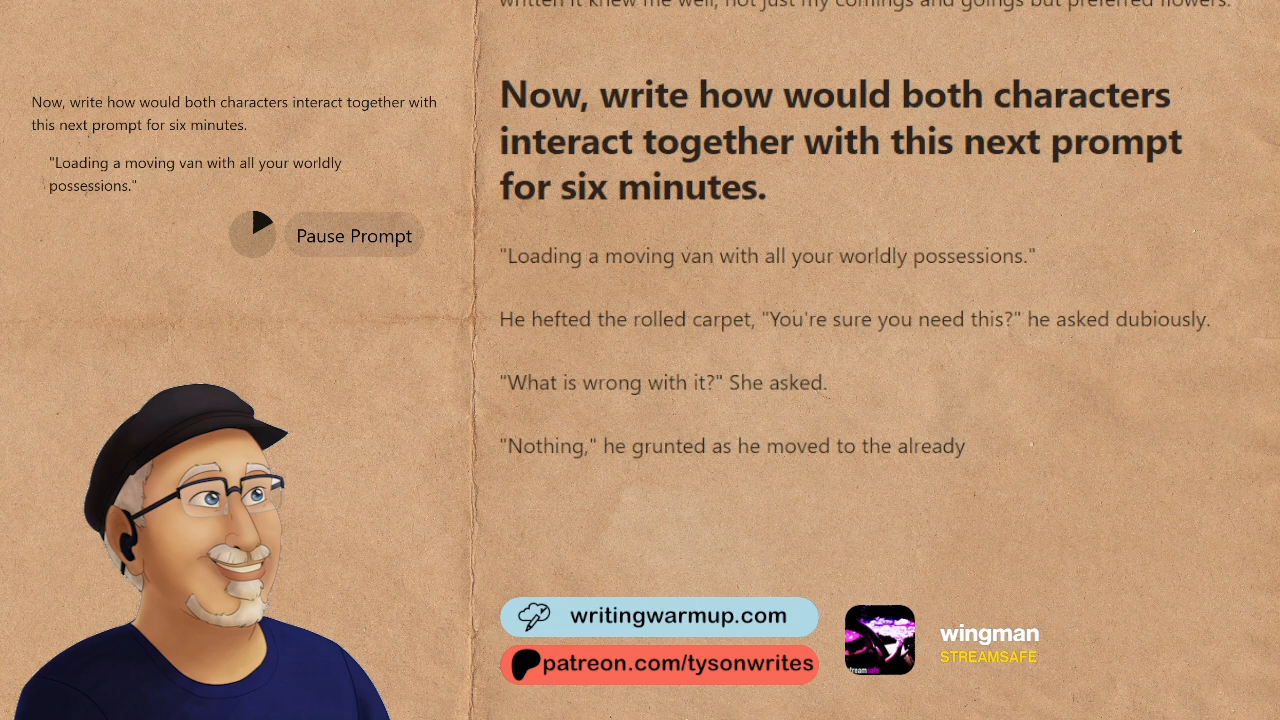 written it knew me well, not just my comings and goings but preferred flowers.
Now, write how would both characters interact together with
this next prompt for six minutes.
"Loading a moving van with all your worldly
possessions."
Pause Prompt
Now, write how would both characters
interact together with this next prompt
for six minutes.
"Loading a moving van with all your worldly possessions."
He hefted the rolled carpet, "You're sure you need this?" he asked dubiously.
"What is wrong with it?" She asked.
"Nothing," he grunted as he moved to the already
writingwarmup.com
patreon.com/tysonwrites
wingman
STREAMSAFE